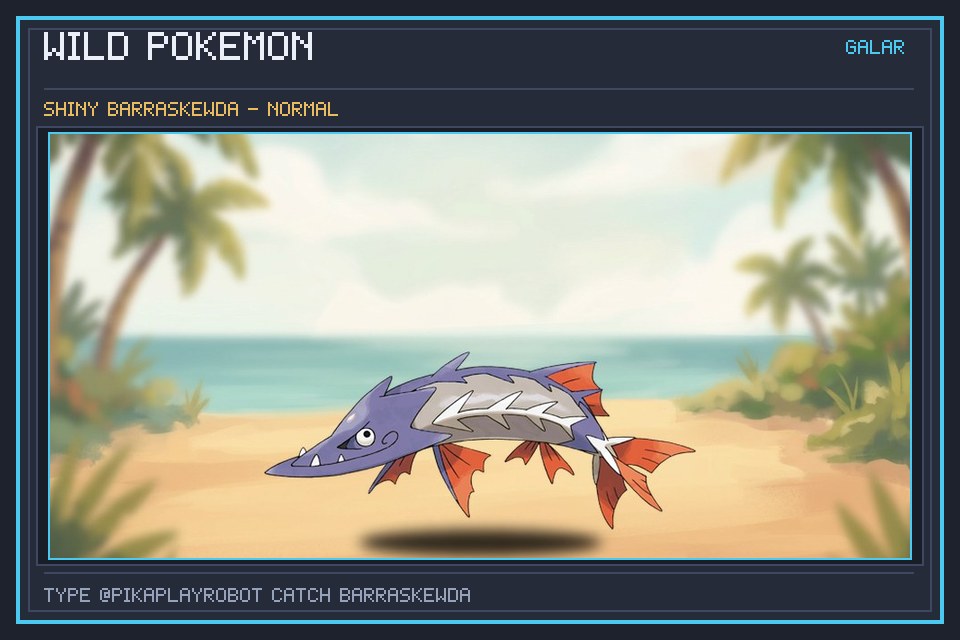 WILD POKEMON
GALAR
SHINY BARRASKEWDA - NORMAL
TYPE @PIKAPLAYROBOT CATCH BARRASKEWDA